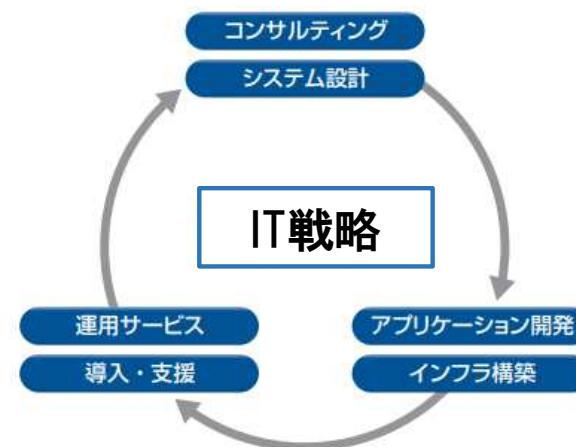 コンサルティング
システム設計
IT戦略
運用サービス
導入・支援
アプリケーション開発
インフラ構築